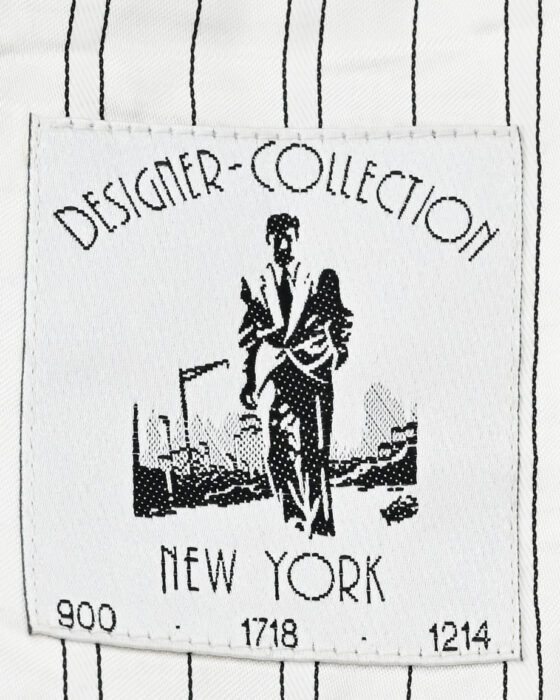 DESIGNER-COLLECTION
NEW YORK
900 . 1718 . 1214